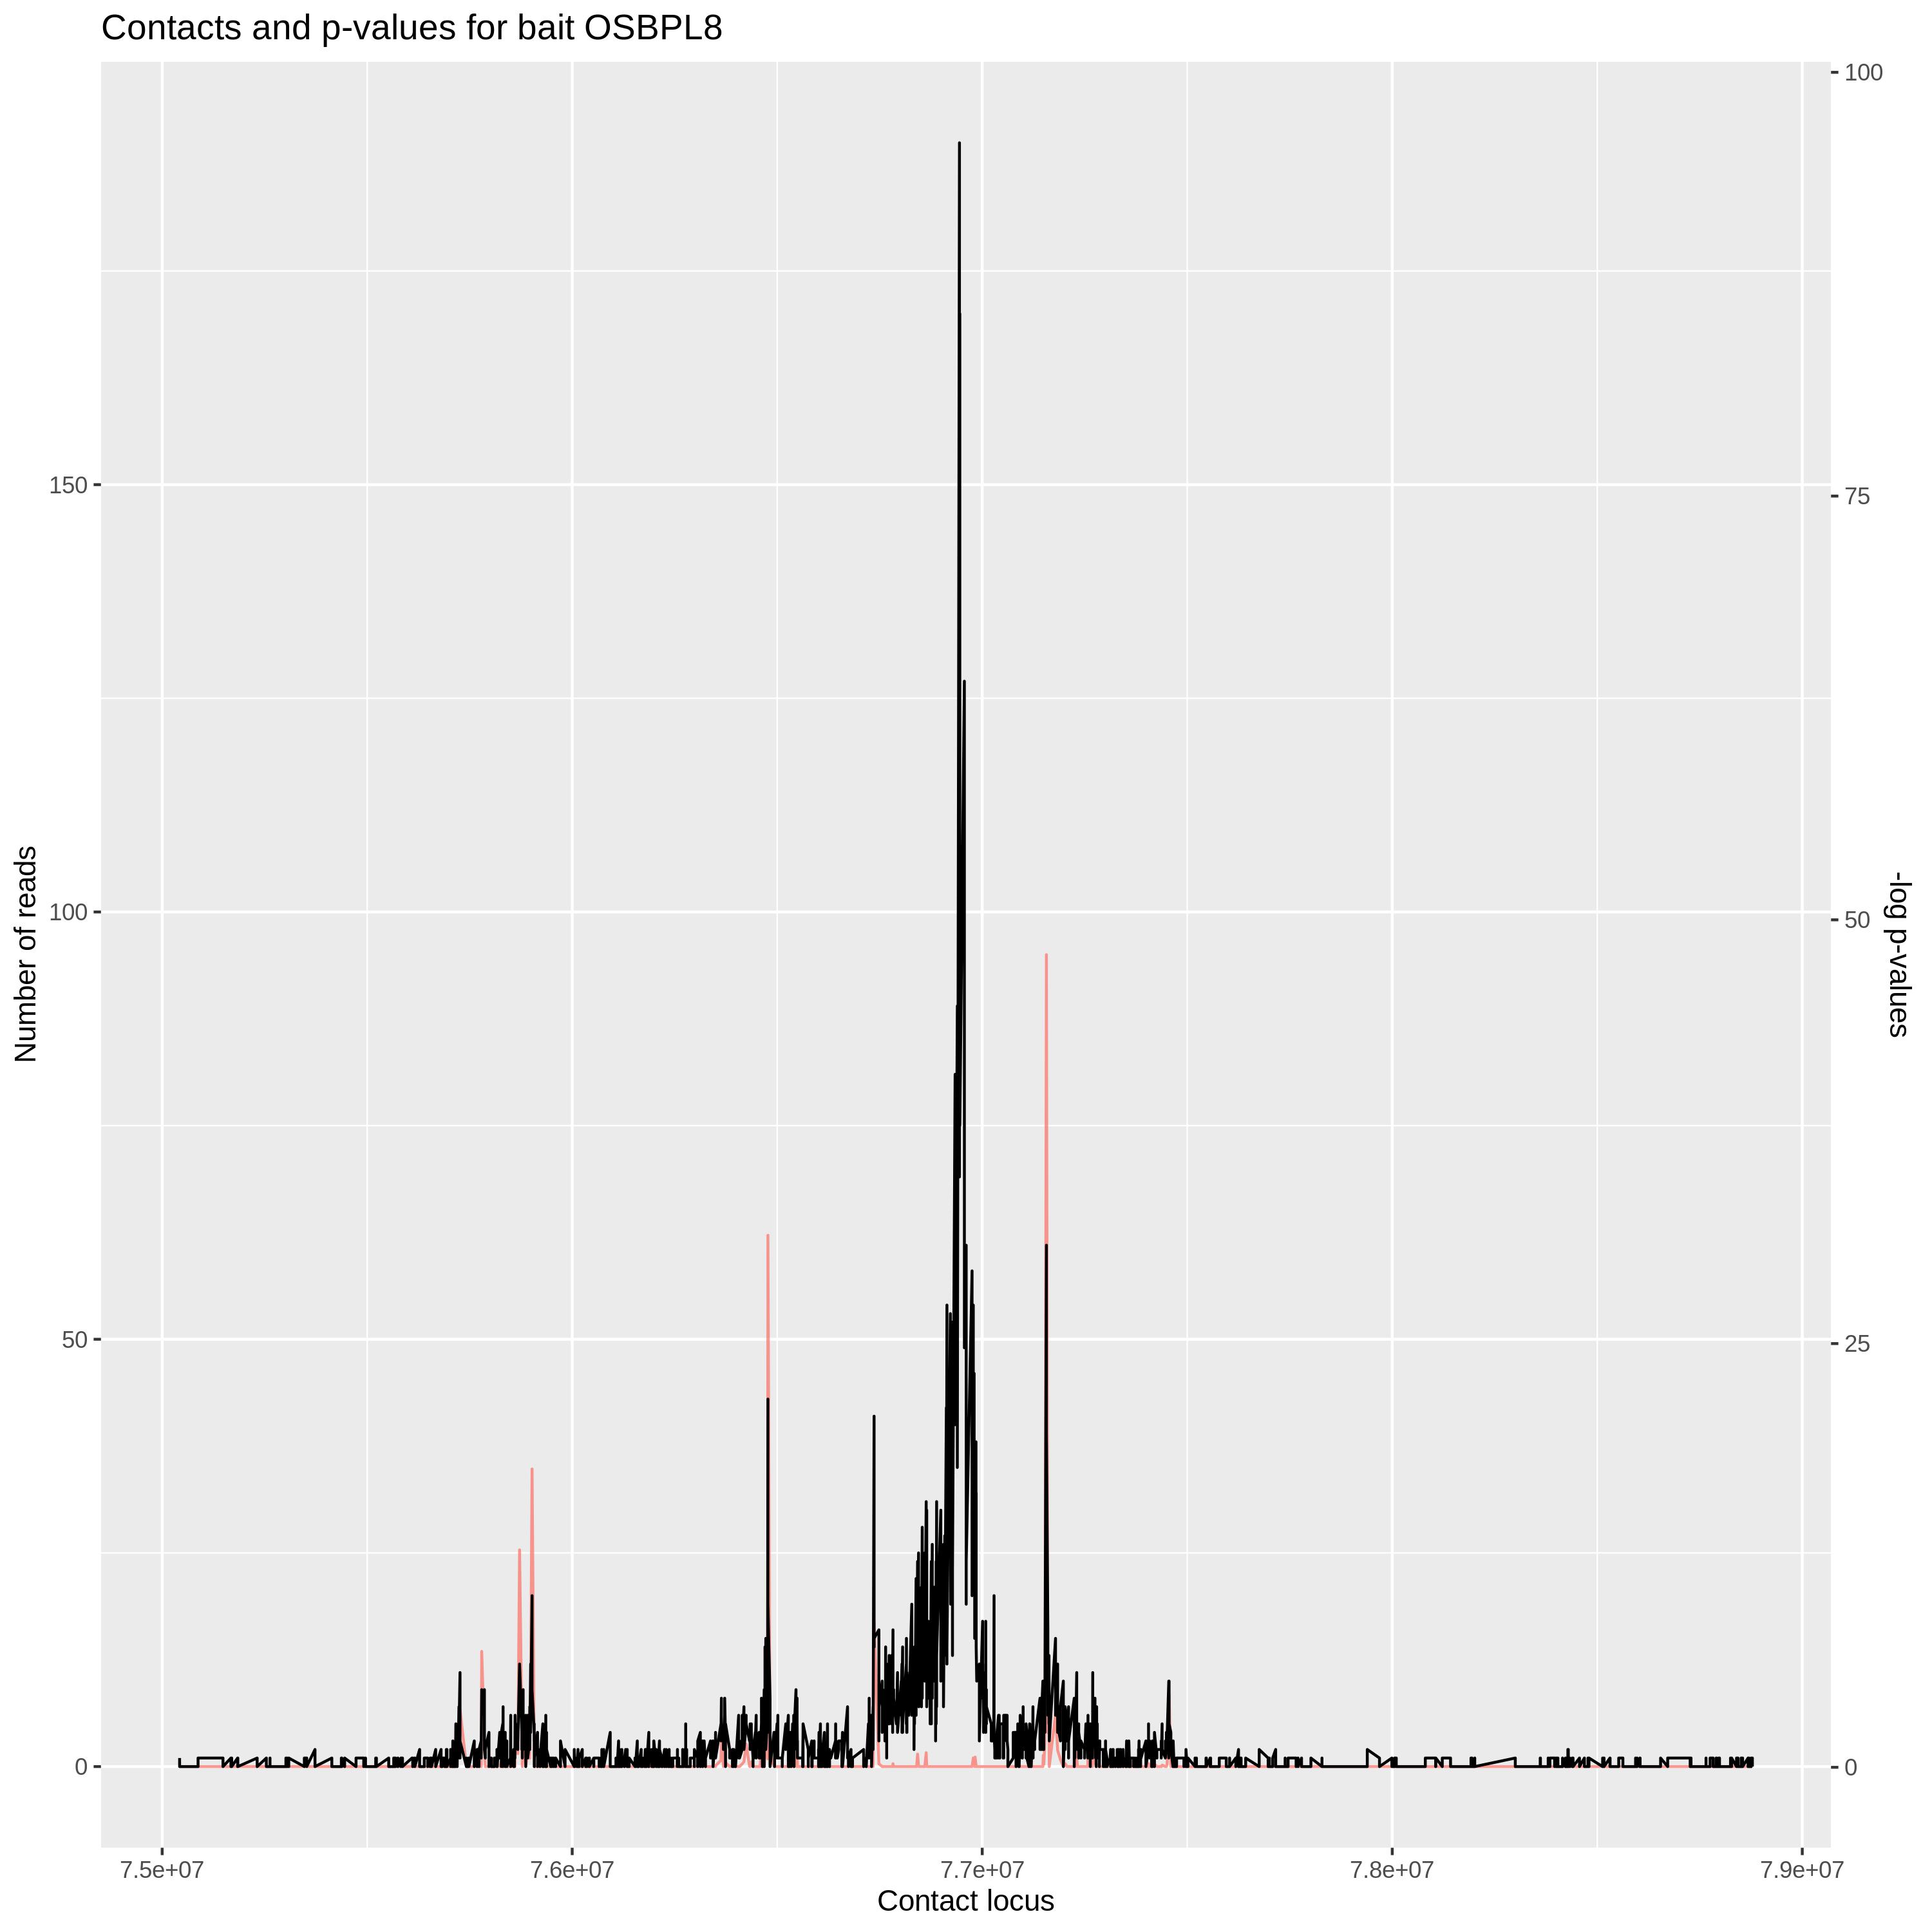 Contacts and p-values for bait OSBPL8
100
150
75
100
50
50
25
0
0
Number of reads
-log p-values
7.5e+07
7.6e+07
7.7e+07
7.8e+07
7.9e+07
Contact locus